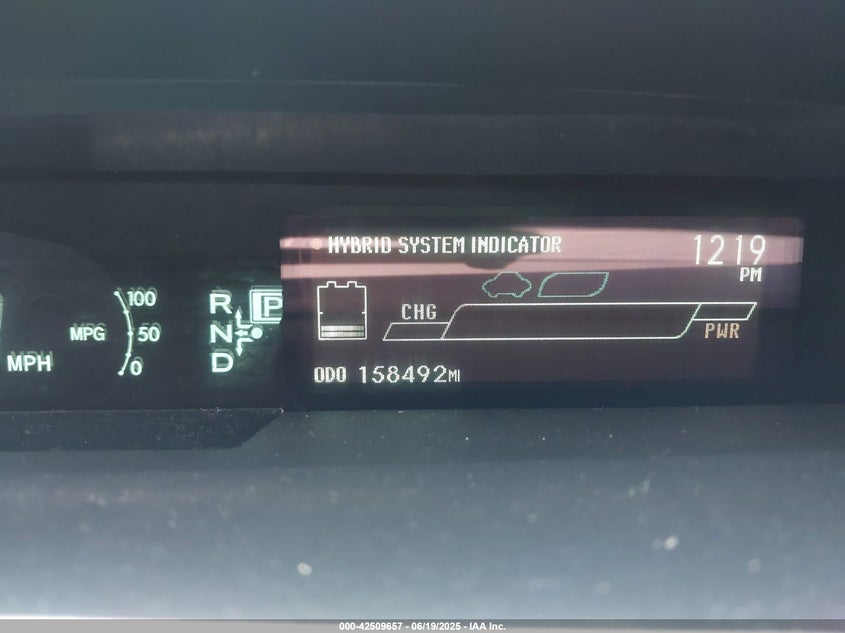 HYBRID SYSTEM INDICATOR
1219
PM
100
R P
CHG
MPG 50
N
PWR
MPH
D
0
ODO 158492MI
000-42509657 - 06/19/2025 - IAA Inc.